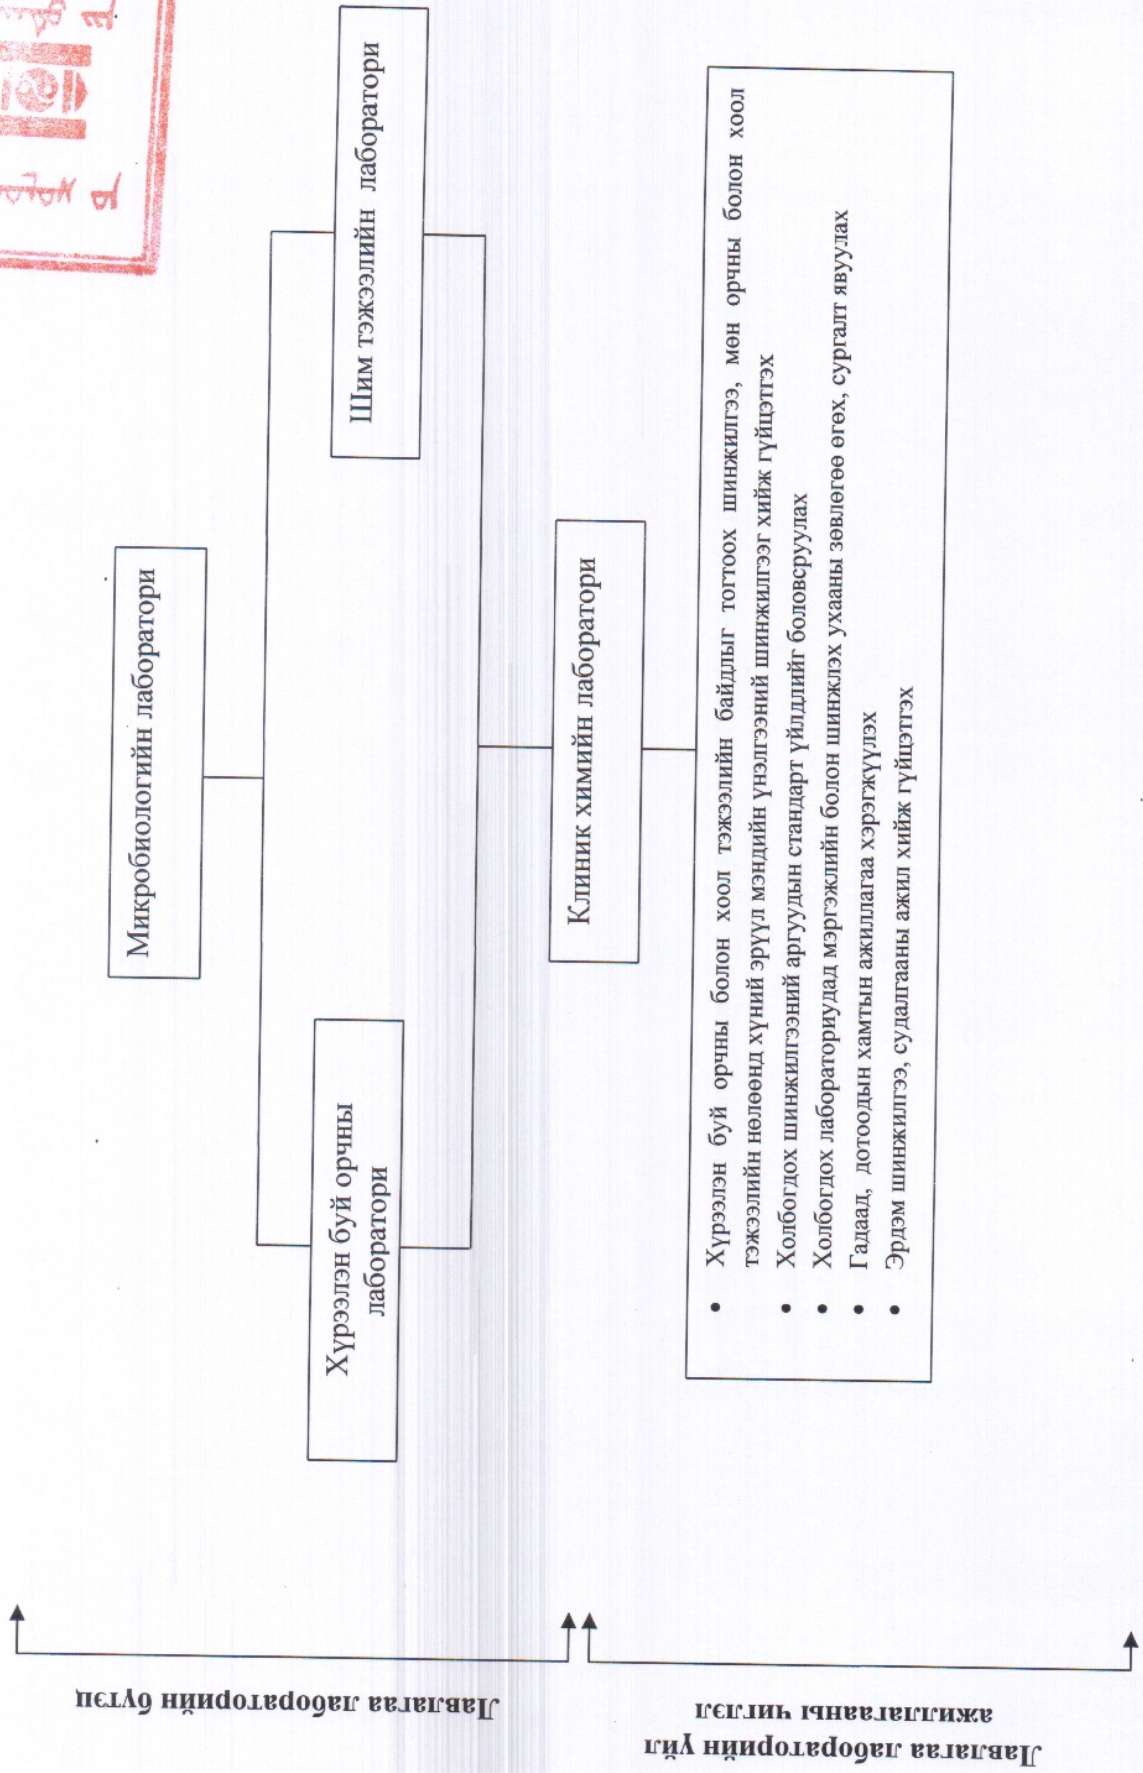 Микробиологийн лаборатори
Хүрээлэн буй орчны
лаборатори
Шим тэжээлийн лаборатори
Клиник химийн лаборатори
• Хүрээлэн буй орчны болон хоол тэжээлийн байдлыг тогтоох шинжилгээ, мөн орчны болон хоол
тэжээлийн нөлөөнд хүний эрүүл мэндийн үнэлгээний шинжилгээг хийж гүйцэтгэх
• Холбогдох шинжилгээний аргуудын стандарт үйлдлийг боловсруулах
• Холбогдох лабораториудад мэргэжлийн болон шинжлэх ухааны зөвлөгөө өгөх, сургалт явуулах
• Гадаад, дотоодын хамтын ажиллагаа хэрэгжүүлэх
• Эрдэм шинжилгээ, судалгааны ажил хийж гүйцэтгэх
Лавлагаа лабораторийн бүтэц
Лавлагаа лабораторийн үйл
ажиллагааны чиглэл